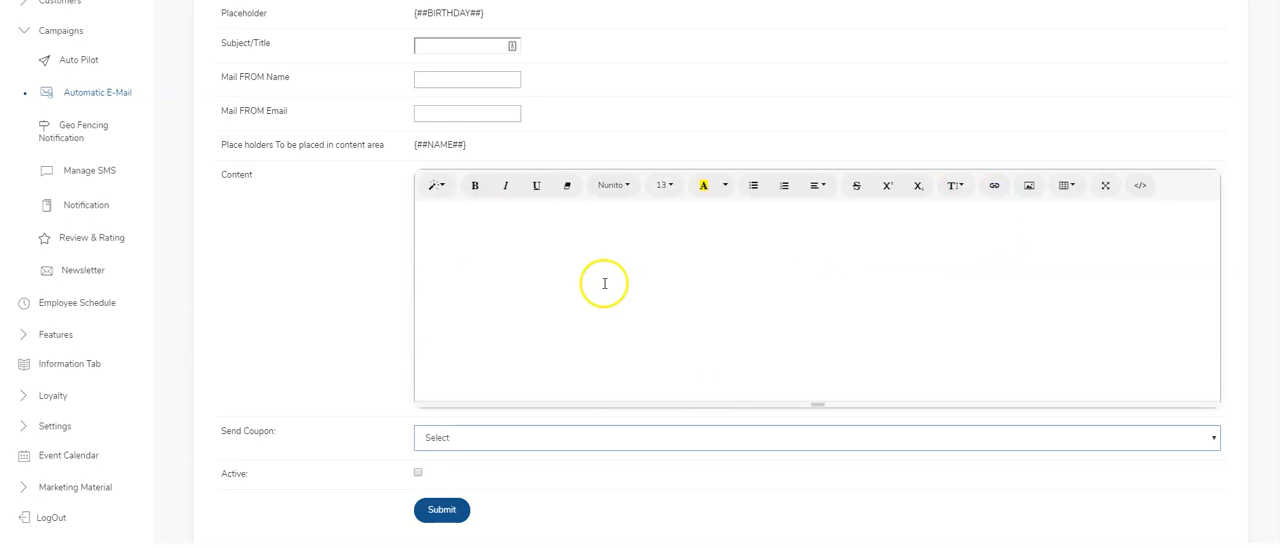 Customers
Campaigns
Auto Pilot
Automatic E-Mail
Geo Fencing
Notification
Manage SMS
Notification
Review & Rating
Newsletter
Employee Schedule
Features
Information Tab
Loyalty
Settings
Event Calendar
Marketing Material
LogOut
Placeholder {##BIRTHDAY##}
Subject/Title
Mail FROM Name
Mail FROM Email
Place holders To be placed in content area {##NAME##}
Content
B I U Nunito 13 A S X² X₂ T↕ </>
Send Coupon: Select
Active:
Submit